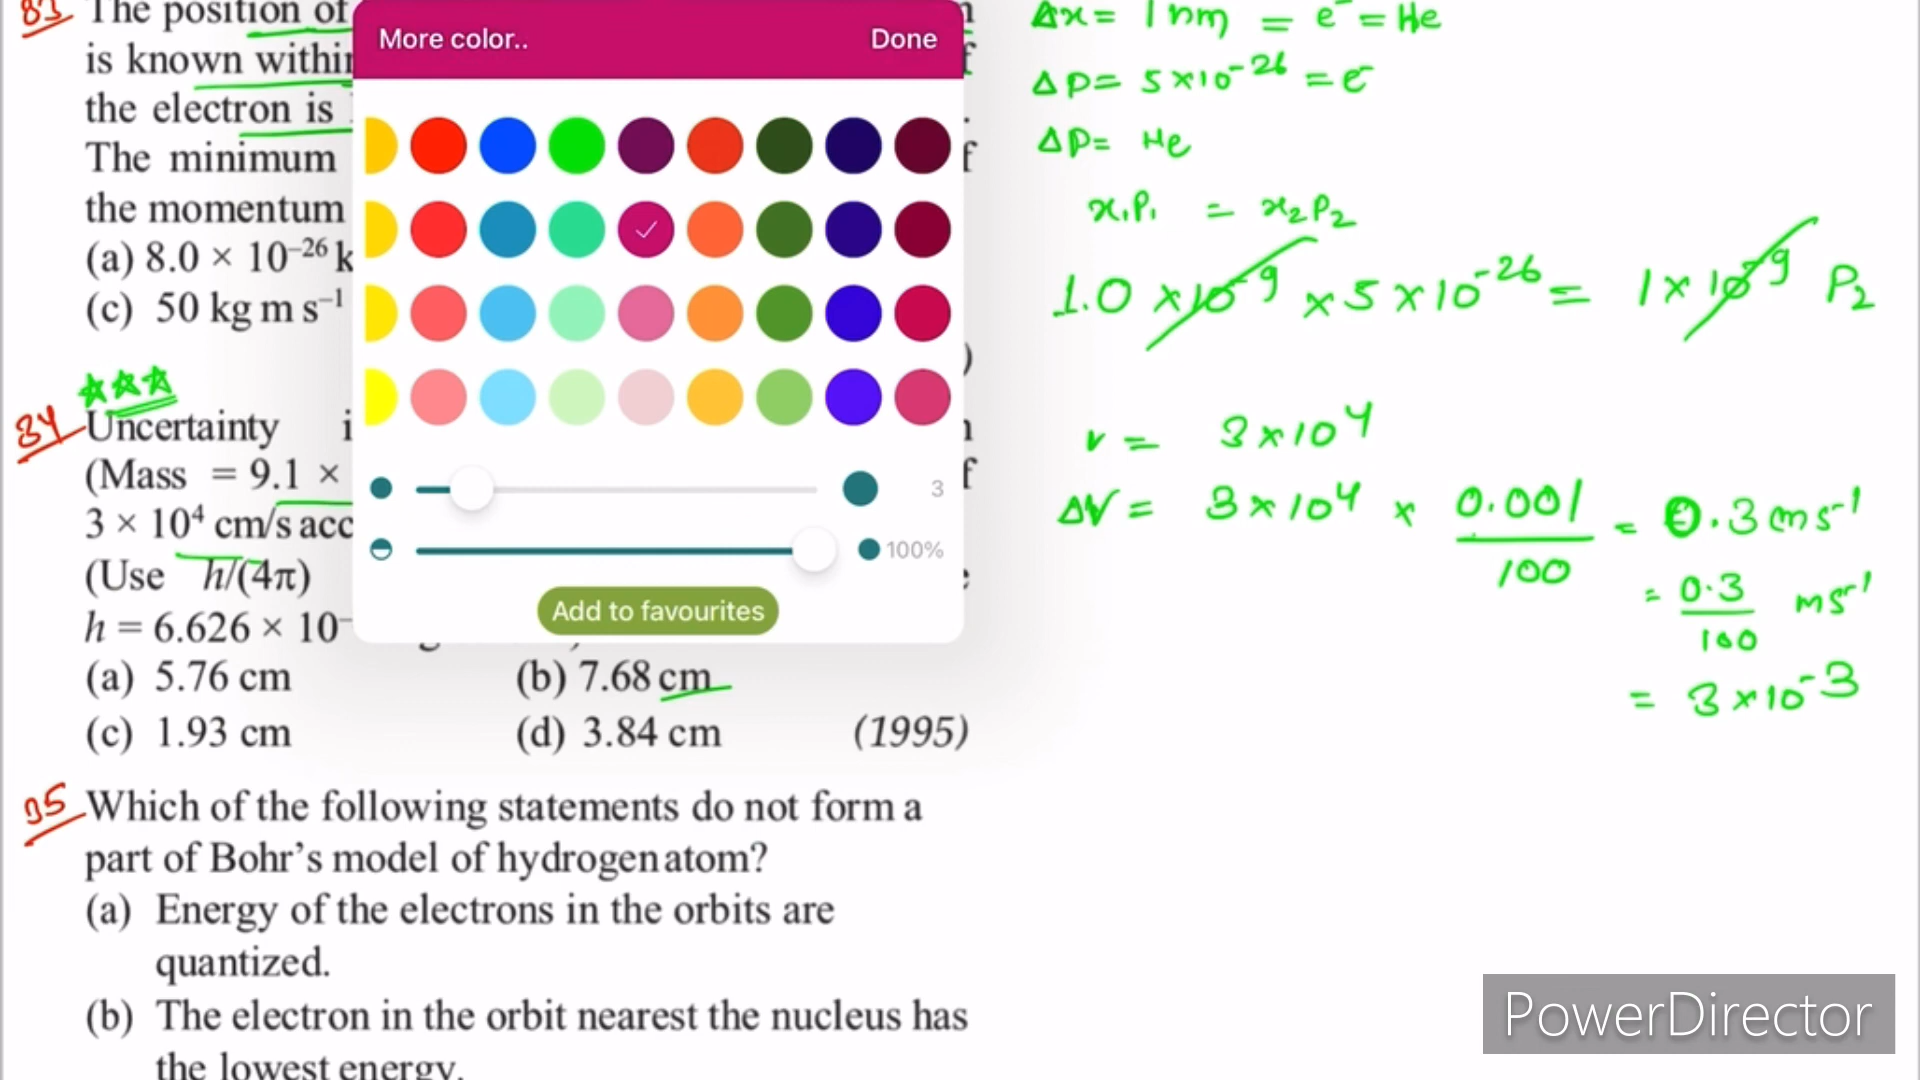 83 The position of
is known within
the electron is
The minimum
the momentum
(a) 8.0 × 10⁻²⁶ k
(c) 50 kg m s⁻¹
More color..
Done
3
100%
Add to favourites
84 Uncertainty i
(Mass = 9.1 ×
3 × 10⁴ cm/s acc
(Use h/(4π)
h = 6.626 × 10⁻
(a) 5.76 cm (b) 7.68 cm
(c) 1.93 cm (d) 3.84 cm (1995)
85 Which of the following statements do not form a
part of Bohr's model of hydrogen atom?
(a) Energy of the electrons in the orbits are
quantized.
(b) The electron in the orbit nearest the nucleus has
the lowest energy.
Δx = 1 nm = e⁻ = He
Δp = 5×10⁻²⁶ = e⁻
Δp = He
x₁P₁ = x₂P₂
1.0 × 10⁻⁹ × 5 × 10⁻²⁶ = 1 × 10⁻⁹ P₂
v = 3×10⁴
ΔV = 3×10⁴ × 0.001/100 = 0.3 cm s⁻¹
= 0.3/100 ms⁻¹
= 3×10⁻³
PowerDirector